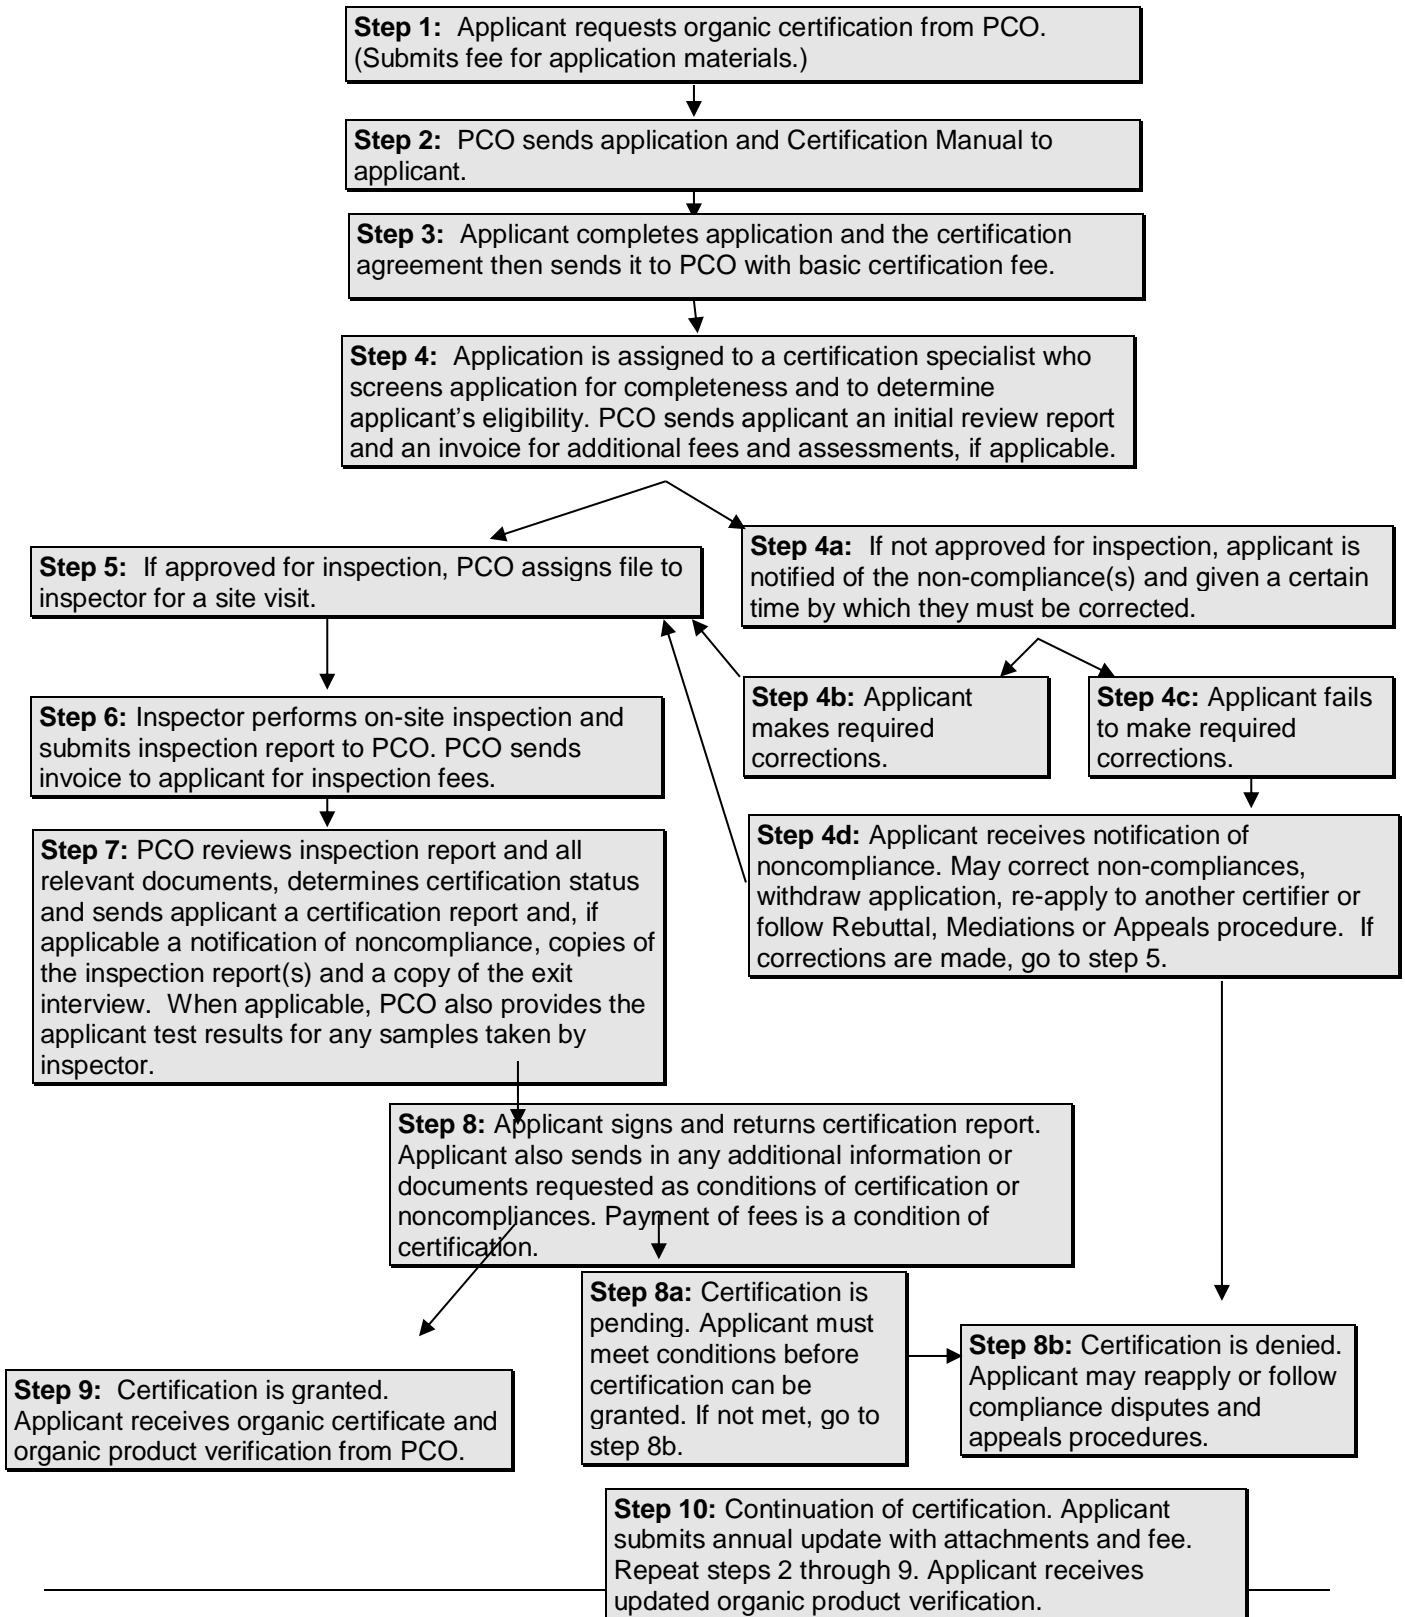 Step 1: Applicant requests organic certification from PCO.
(Submits fee for application materials.)
Step 2: PCO sends application and Certification Manual to
applicant.
Step 3: Applicant completes application and the certification
agreement then sends it to PCO with basic certification fee.
Step 4: Application is assigned to a certification specialist who
screens application for completeness and to determine
applicant’s eligibility. PCO sends applicant an initial review report
and an invoice for additional fees and assessments, if applicable.
Step 5: If approved for inspection, PCO assigns file to
inspector for a site visit.
Step 4a: If not approved for inspection, applicant is
notified of the non-compliance(s) and given a certain
time by which they must be corrected.
Step 4b: Applicant
makes required
corrections.
Step 4c: Applicant fails
to make required
corrections.
Step 6: Inspector performs on-site inspection and
submits inspection report to PCO. PCO sends
invoice to applicant for inspection fees.
Step 4d: Applicant receives notification of
noncompliance. May correct non-compliances,
withdraw application, re-apply to another certifier or
follow Rebuttal, Mediations or Appeals procedure. If
corrections are made, go to step 5.
Step 7: PCO reviews inspection report and all
relevant documents, determines certification status
and sends applicant a certification report and, if
applicable a notification of noncompliance, copies of
the inspection report(s) and a copy of the exit
interview. When applicable, PCO also provides the
applicant test results for any samples taken by
inspector.
Step 8: Applicant signs and returns certification report.
Applicant also sends in any additional information or
documents requested as conditions of certification or
noncompliances. Payment of fees is a condition of
certification.
Step 8a: Certification is
pending. Applicant must
meet conditions before
certification can be
granted. If not met, go to
step 8b.
Step 8b: Certification is denied.
Applicant may reapply or follow
compliance disputes and
appeals procedures.
Step 9: Certification is granted.
Applicant receives organic certificate and
organic product verification from PCO.
Step 10: Continuation of certification. Applicant
submits annual update with attachments and fee.
Repeat steps 2 through 9. Applicant receives
updated organic product verification.